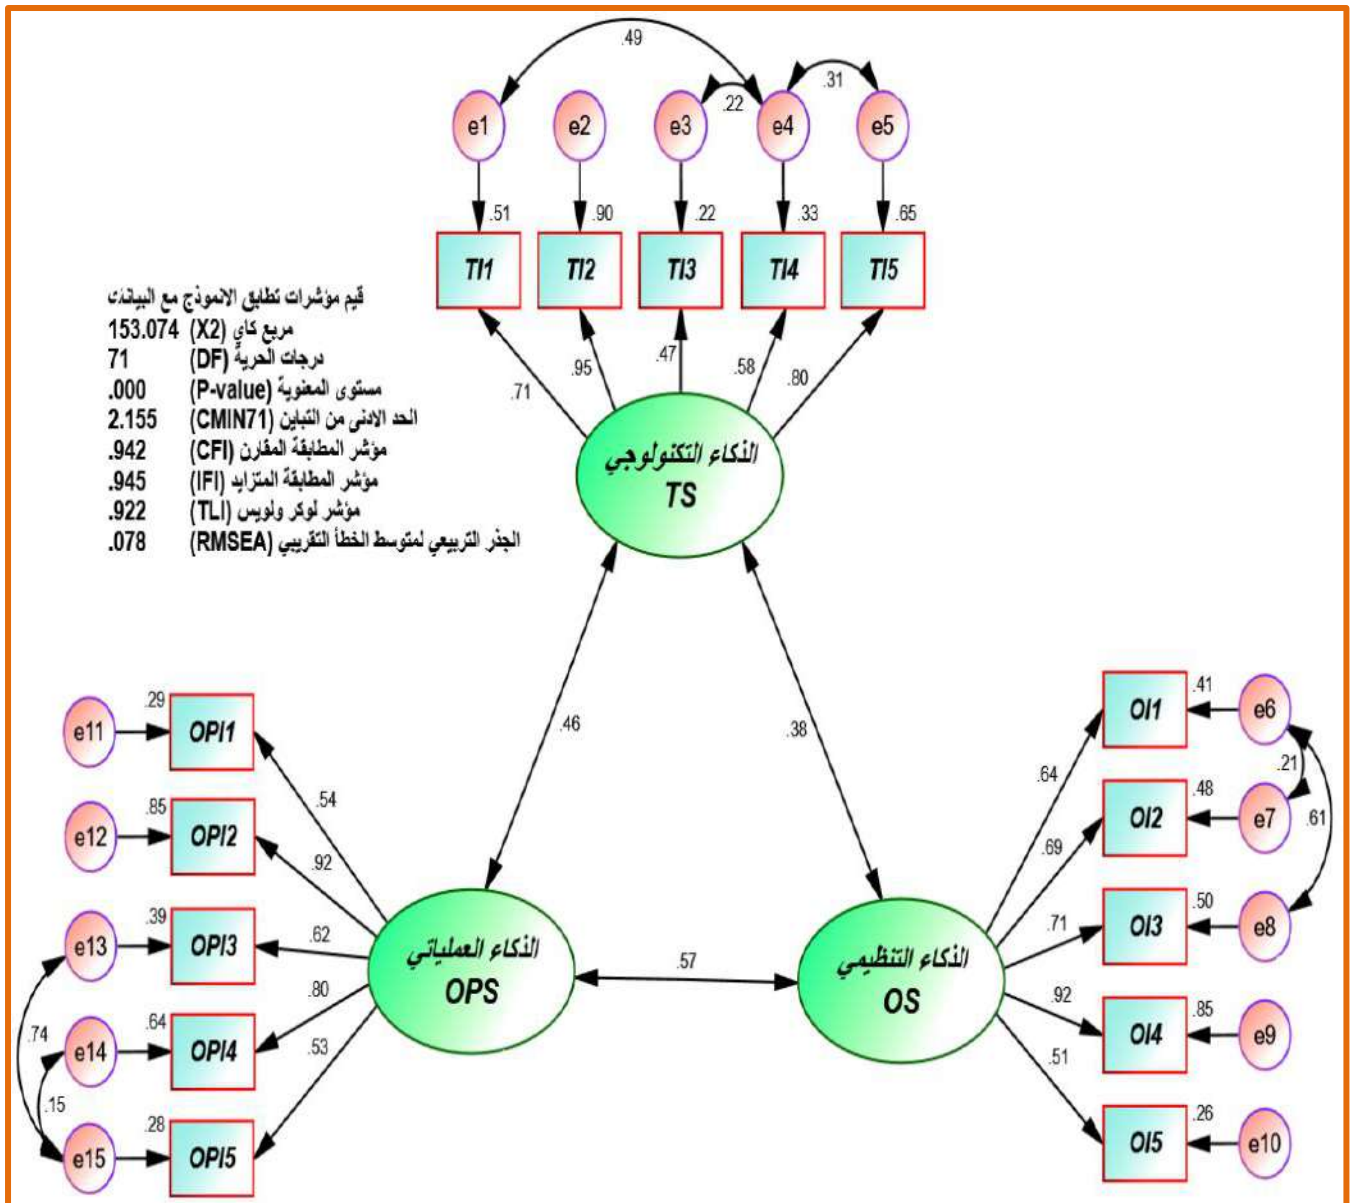 .49
.22
.31
e1
e2
e3
e4
e5
.51
.90
.22
.33
.65
TI1
TI2
TI3
TI4
TI5
.71
.95
.47
.58
.80
قيم مؤشرات تطابق الانموذج مع البيانات
مربع كاي (X2) 153.074
درجات الحرية (DF) 71
مستوى المعنوية (P-value) .000
الحد الادنى من التباين (CMIN71) 2.155
مؤشر المطابقة المقارن (CFI) .942
مؤشر المطابقة المتزايد (IFI) .945
مؤشر لوكر ولويس (TLI) .922
الجذر التربيعي لمتوسط الخطأ التقريبي (RMSEA) .078
الذكاء التكنولوجي
TS
.46
.38
.57
e11
.29
OPI1
.54
e12
.85
OPI2
.92
e13
.39
OPI3
.62
e14
.64
OPI4
.80
e15
.28
OPI5
.53
.74
.15
الذكاء العملياتي
OPS
الذكاء التنظيمي
OS
.64
OI1
.41
e6
.69
OI2
.48
e7
.71
OI3
.50
e8
.92
OI4
.85
e9
.51
OI5
.26
e10
.21
.61